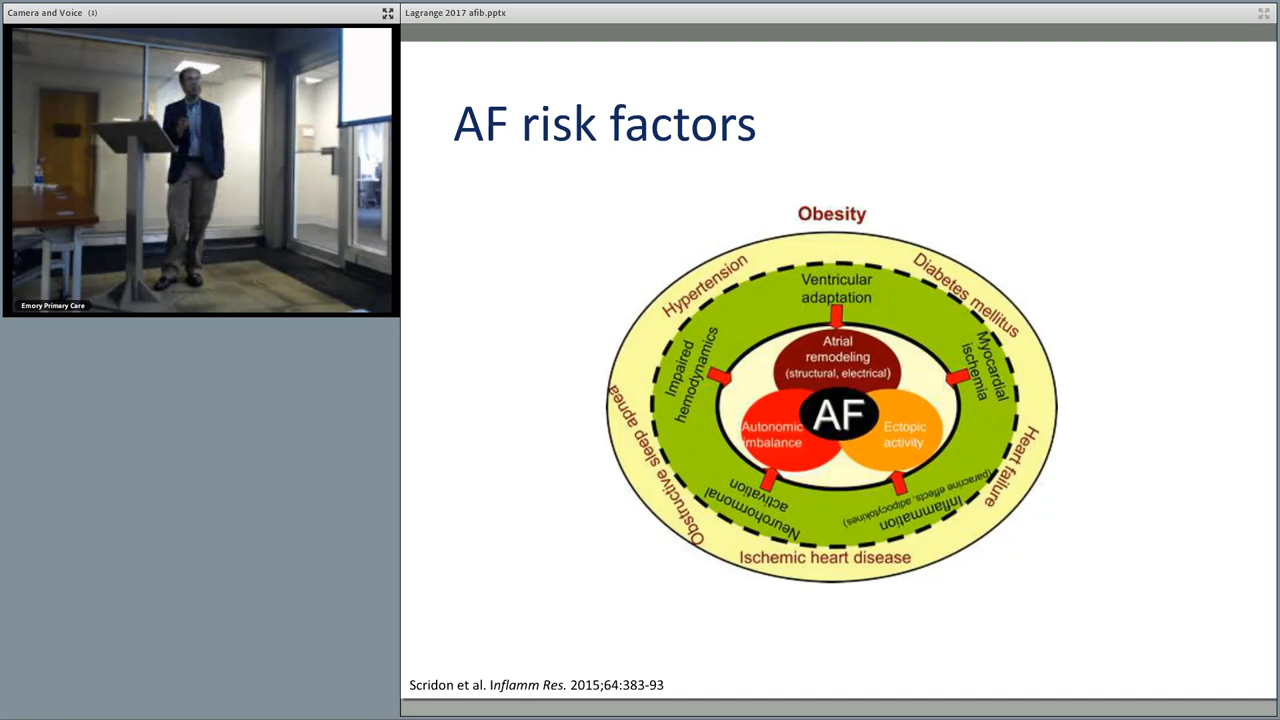 Camera and Voice (1)
Lagrange 2017 afib.pptx
Emory Primary Care
AF risk factors
Obesity
Hypertension
Diabetes mellitus
Ventricular
adaptation
Impaired
hemodynamics
Myocardial
ischemia
Atrial
remodeling
(structural, electrical)
AF
Autonomic
imbalance
Ectopic
activity
Obstructive sleep apnea
Heart failure
Neurohormonal
activation
Inflammation
(paracrine effects, adipocytokines)
Ischemic heart disease
Scridon et al. Inflamm Res. 2015;64:383-93